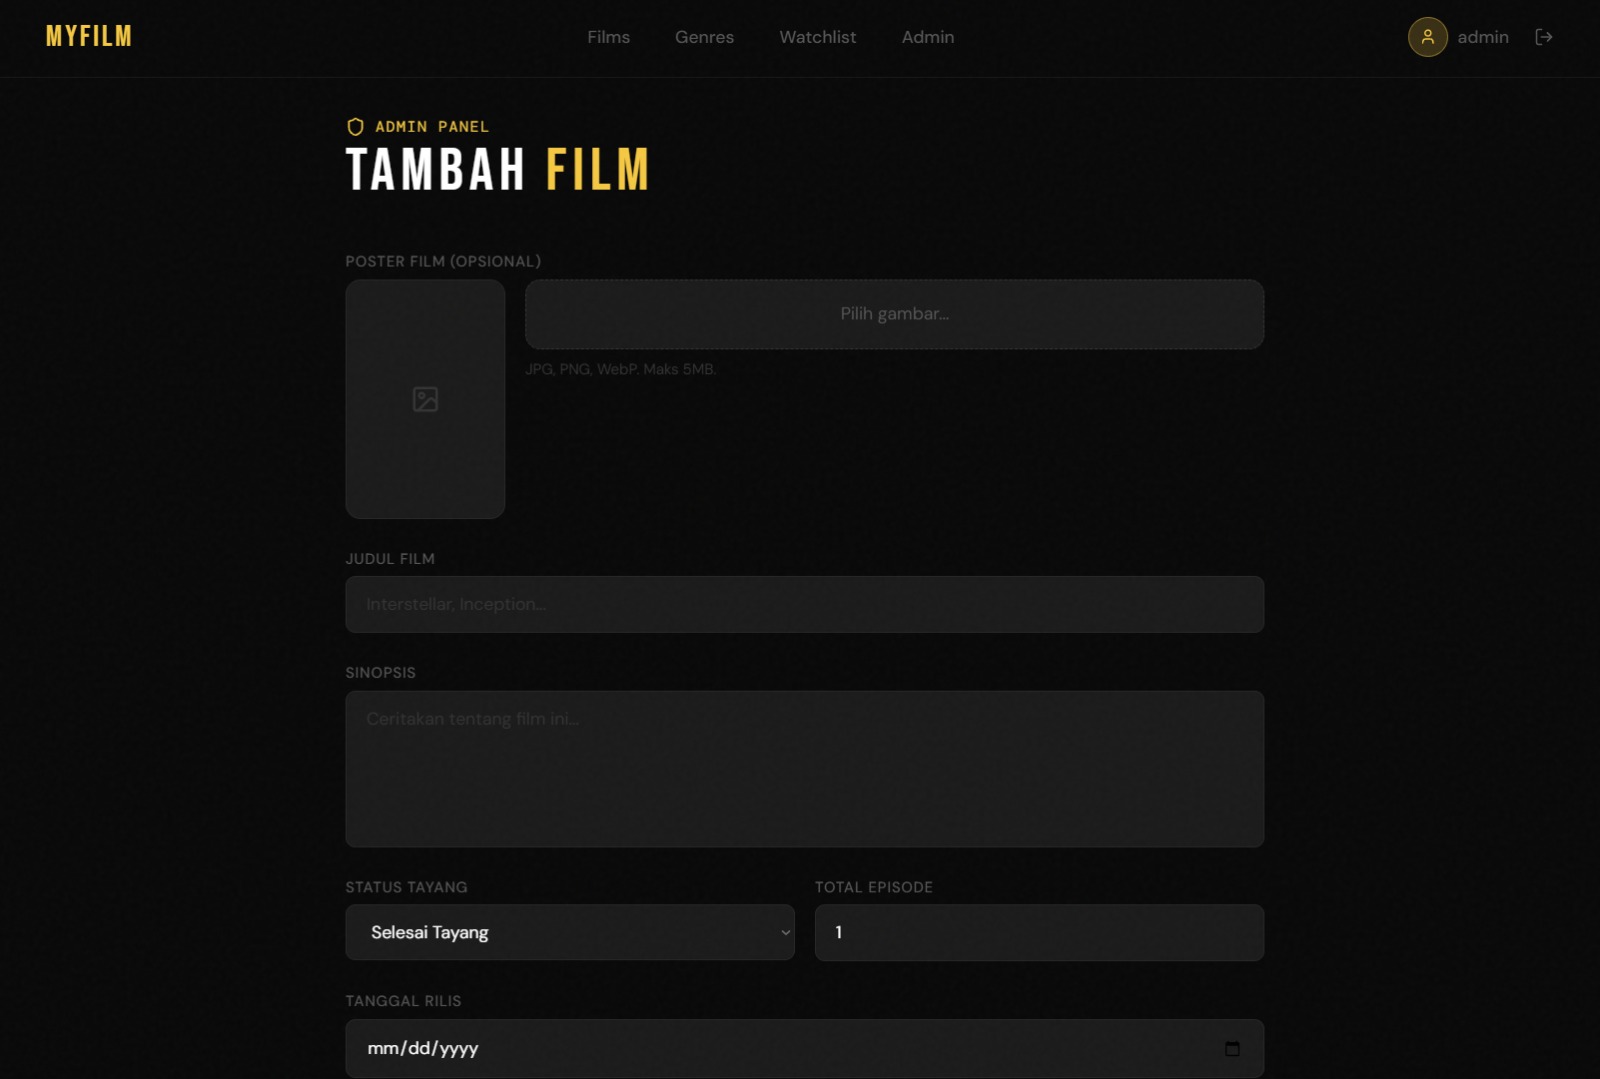 MYFILM
Films Genres Watchlist Admin
admin
ADMIN PANEL
TAMBAH FILM
POSTER FILM (OPSIONAL)
Pilih gambar...
JPG, PNG, WebP. Maks 5MB.
JUDUL FILM
Interstellar, Inception...
SINOPSIS
Ceritakan tentang film ini...
STATUS TAYANG
Selesai Tayang
TOTAL EPISODE
1
TANGGAL RILIS
mm/dd/yyyy